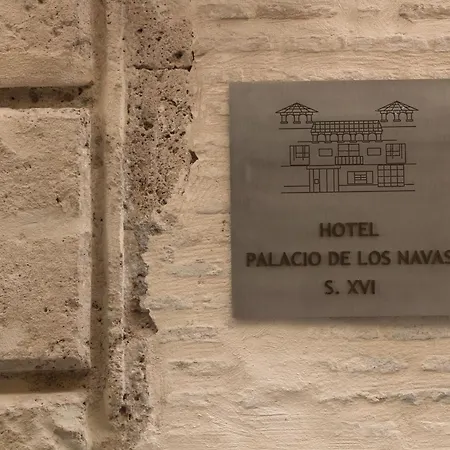 HOTEL
PALACIO DE LOS NAVAS
S. XVI